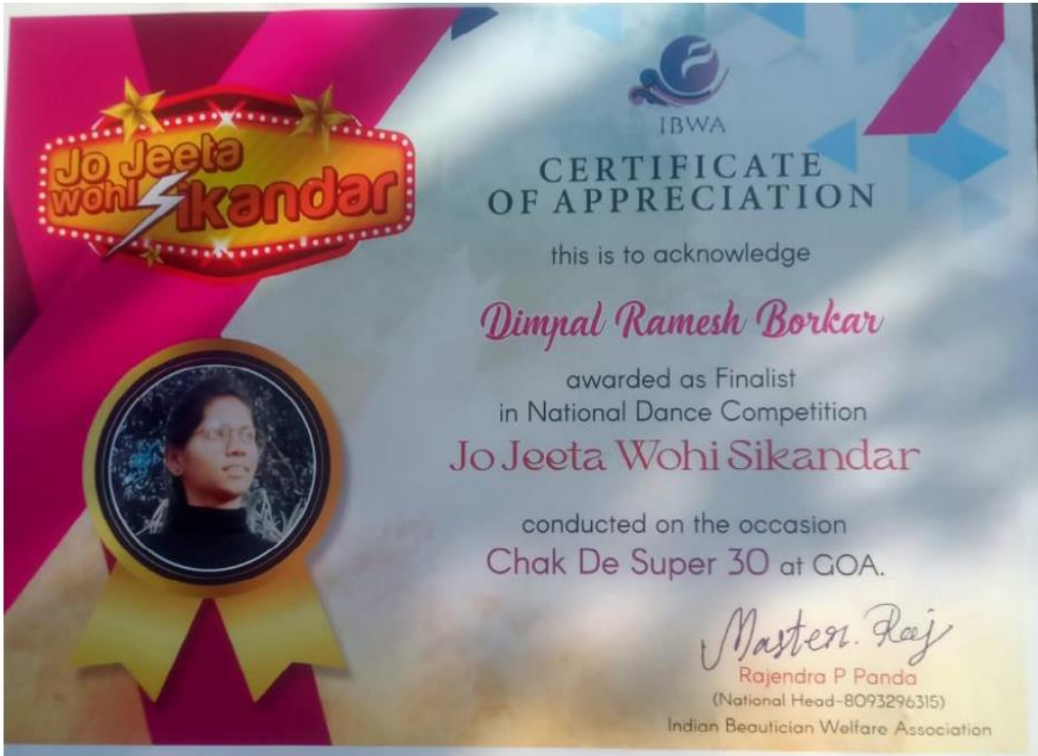 Jo Jeeta
wohi Sikandar
IBWA
CERTIFICATE
OF APPRECIATION
this is to acknowledge
Dimpal Ramesh Borkar
awarded as Finalist
in National Dance Competition
Jo Jeeta Wohi Sikandar
conducted on the occasion
Chak De Super 30 at GOA.
Master. Raj
Rajendra P Panda
(National Head-8093296315)
Indian Beautician Welfare Association